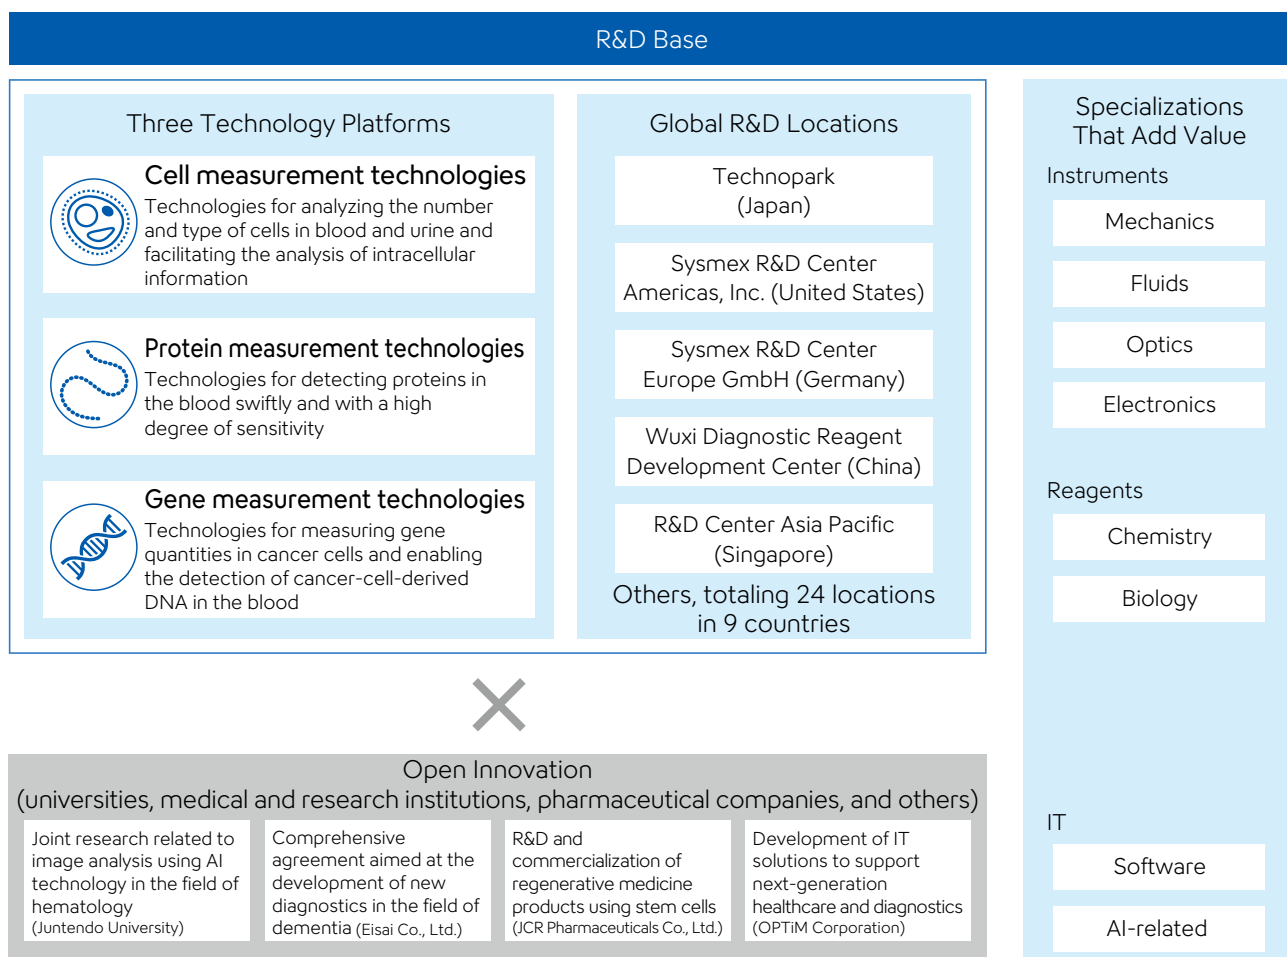 R&D Base
Three Technology Platforms
Cell measurement technologies
Technologies for analyzing the number
and type of cells in blood and urine and
facilitating the analysis of intracellular
information
Protein measurement technologies
Technologies for detecting proteins in
the blood swiftly and with a high
degree of sensitivity
Gene measurement technologies
Technologies for measuring gene
quantities in cancer cells and enabling
the detection of cancer-cell-derived
DNA in the blood
Global R&D Locations
Technopark
(Japan)
Sysmex R&D Center
Americas, Inc. (United States)
Sysmex R&D Center
Europe GmbH (Germany)
Wuxi Diagnostic Reagent
Development Center (China)
R&D Center Asia Pacific
(Singapore)
Others, totaling 24 locations
in 9 countries
Specializations
That Add Value
Instruments
Mechanics
Fluids
Optics
Electronics
Reagents
Chemistry
Biology
IT
Software
AI-related
Open Innovation
(universities, medical and research institutions, pharmaceutical companies, and others)
Joint research related to
image analysis using AI
technology in the field of
hematology
(Juntendo University)
Comprehensive
agreement aimed at the
development of new
diagnostics in the field of
dementia (Eisai Co., Ltd.)
R&D and
commercialization of
regenerative medicine
products using stem cells
(JCR Pharmaceuticals Co., Ltd.)
Development of IT
solutions to support
next-generation
healthcare and diagnostics
(OPTiM Corporation)